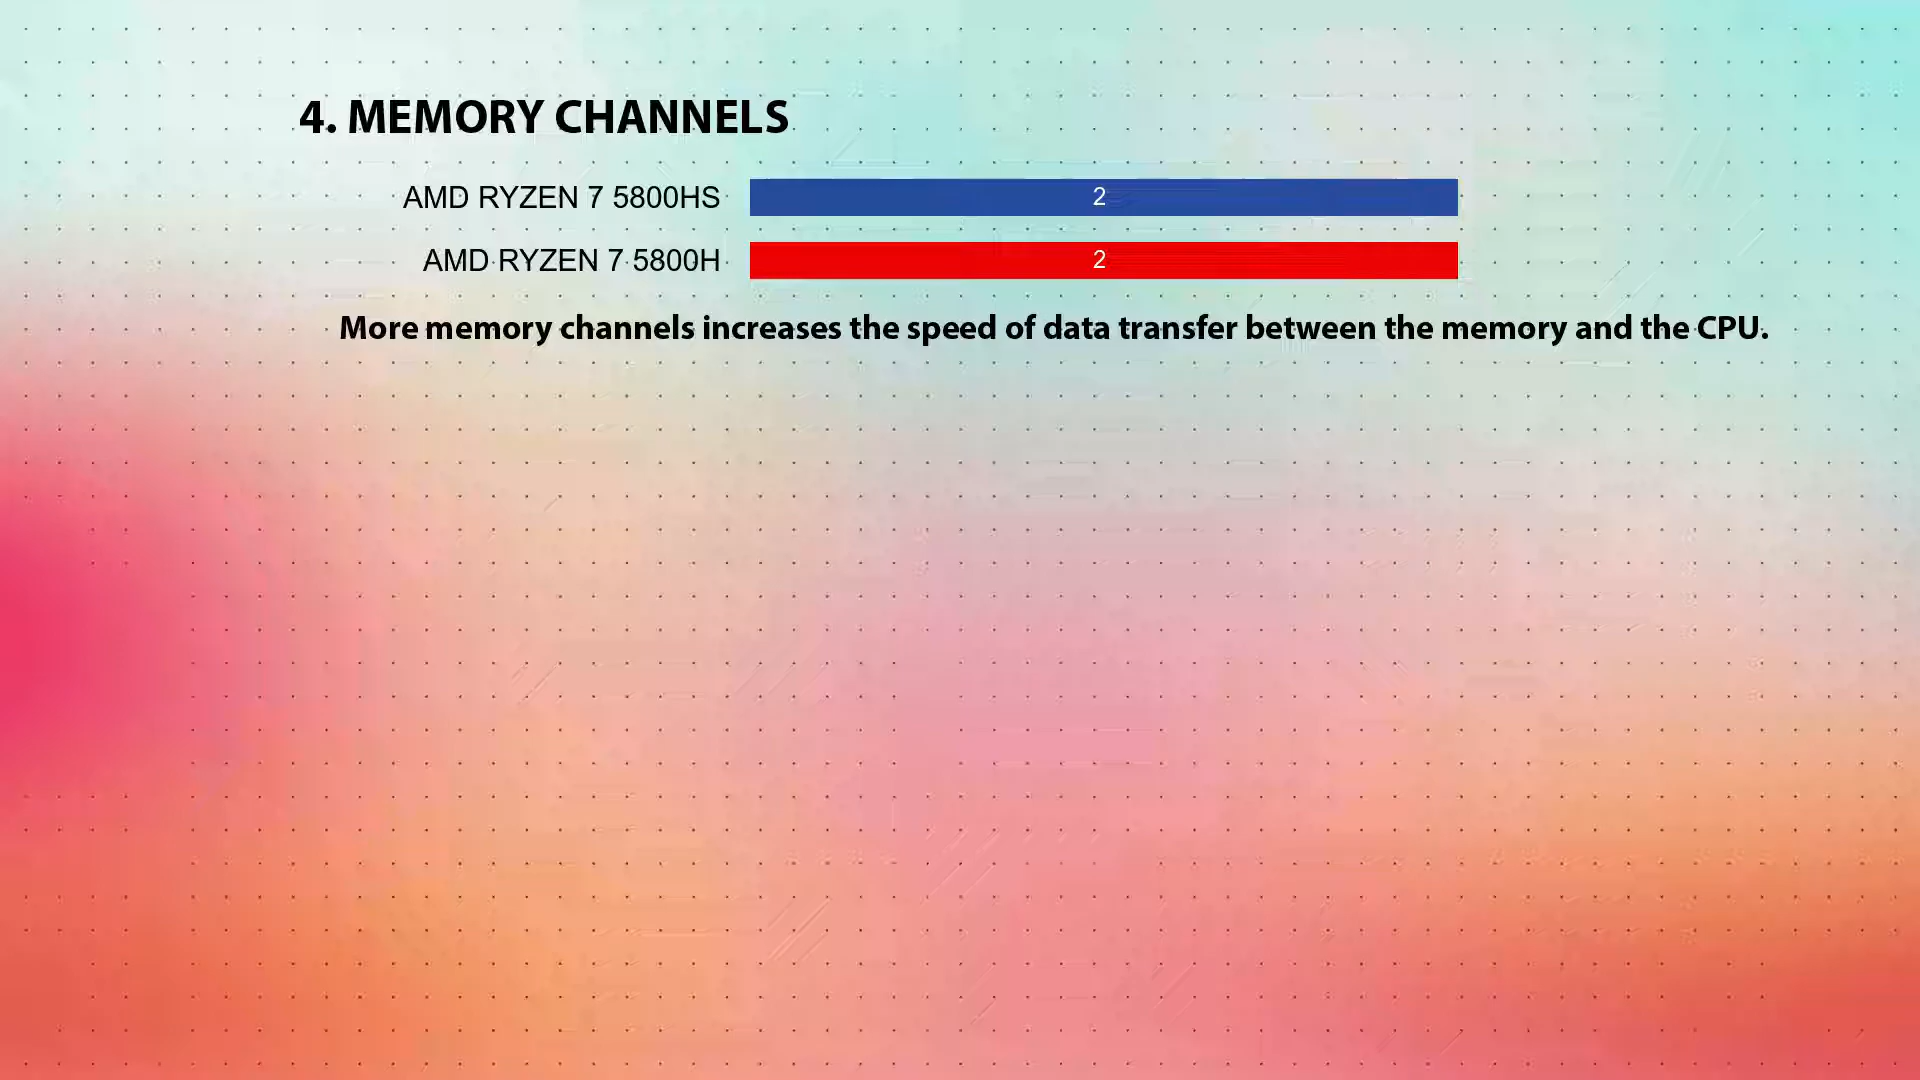 4. MEMORY CHANNELS
AMD RYZEN 7 5800HS 2
AMD RYZEN 7 5800H 2
More memory channels increases the speed of data transfer between the memory and the CPU.